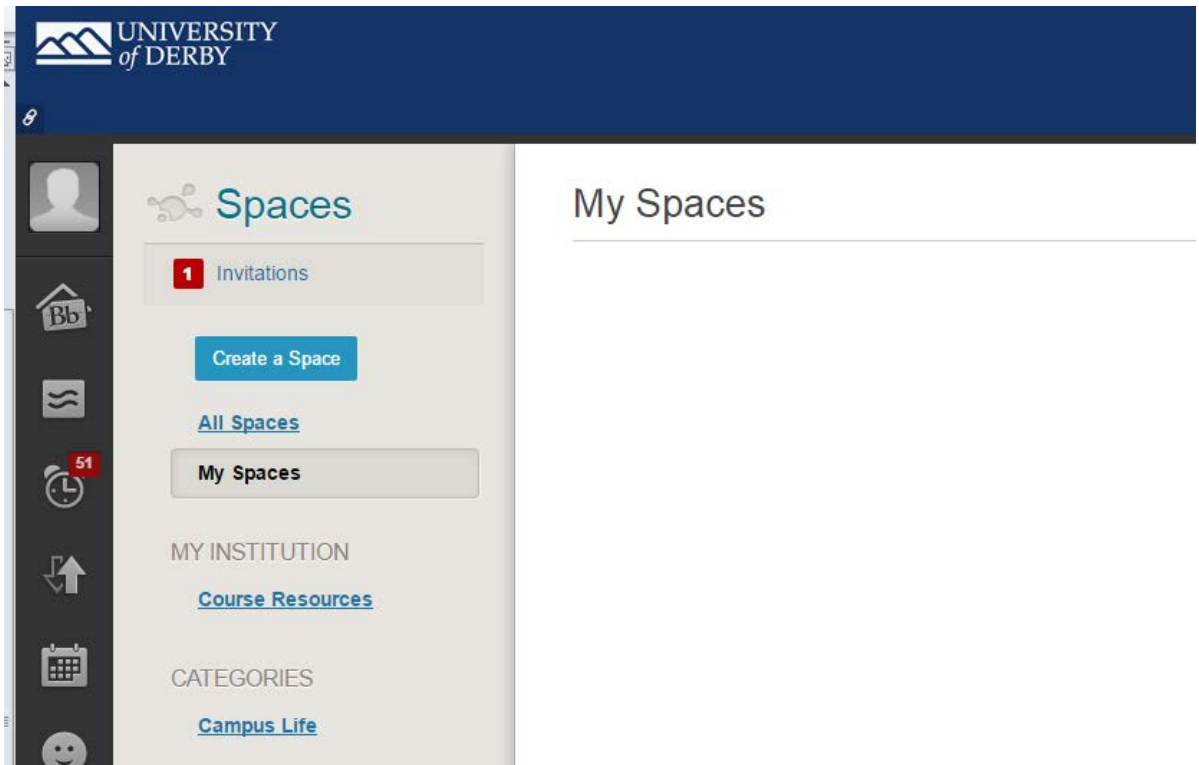 UNIVERSITY
of DERBY
Spaces
1 Invitations
Create a Space
All Spaces
My Spaces
MY INSTITUTION
Course Resources
CATEGORIES
Campus Life
Bb
51
My Spaces